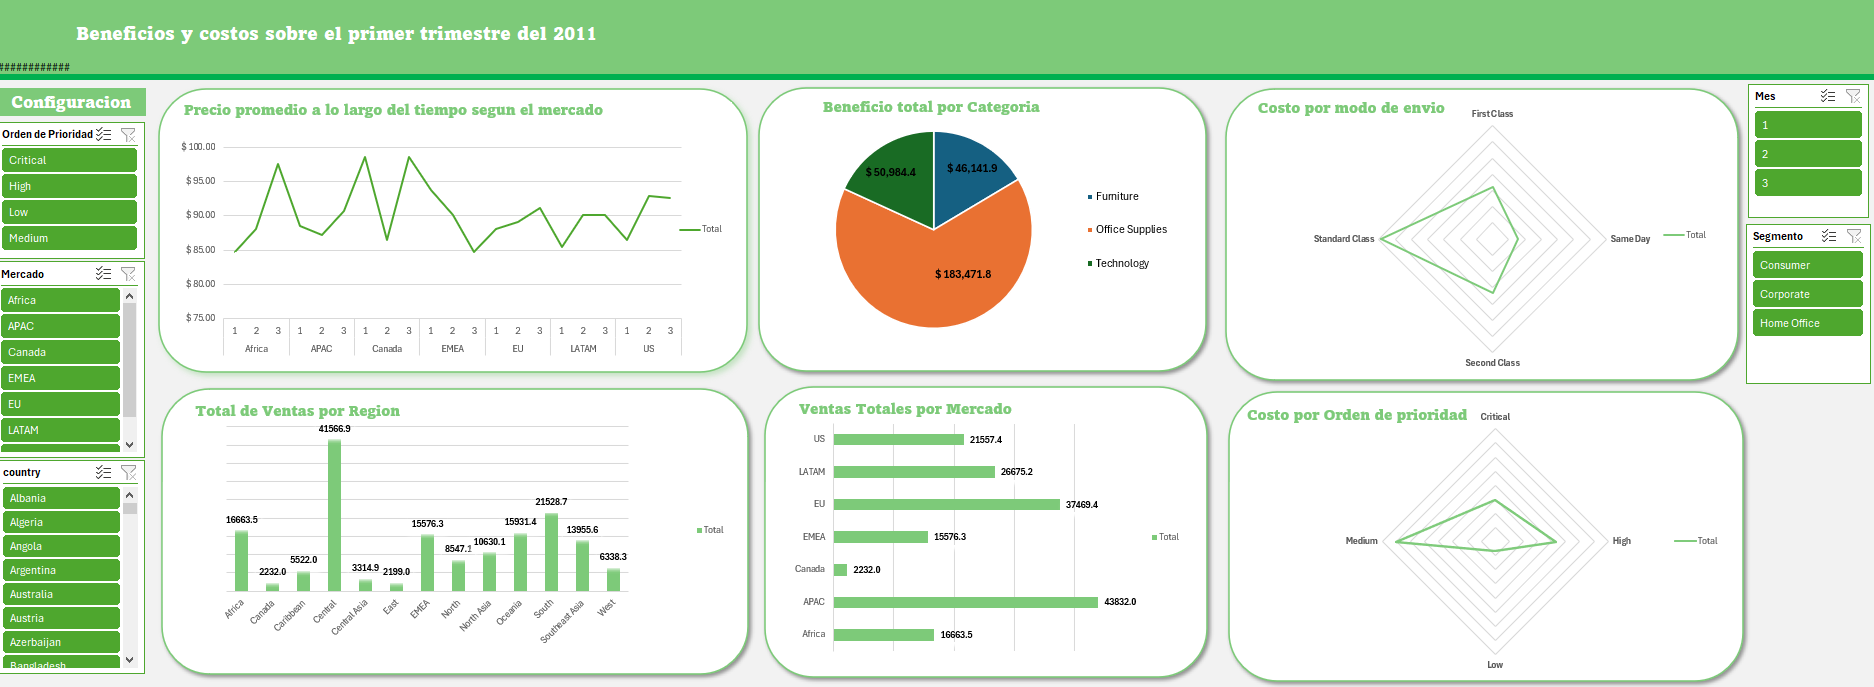 Beneficios y costos sobre el primer trimestre del 2011
############
Configuracion
Orden de Prioridad
Critical
High
Low
Medium
Mercado
Africa
APAC
Canada
EMEA
EU
LATAM
country
Albania
Algeria
Angola
Argentina
Australia
Austria
Azerbaijan
Bangladesh
Precio promedio a lo largo del tiempo segun el mercado
$ 100.00
$ 95.00
$ 90.00
$ 85.00
$ 80.00
$ 75.00
1 2 3 1 2 3 1 2 3 1 2 3 1 2 3 1 2 3 1 2 3
Africa APAC Canada EMEA EU LATAM US
Total
Beneficio total por Categoria
$ 50,984.4
$ 46,141.9
$ 183,471.8
Furniture
Office Supplies
Technology
Costo por modo de envio
First Class
Standard Class
Same Day
Second Class
Total
Mes
1
2
3
Segmento
Consumer
Corporate
Home Office
Total de Ventas por Region
16663.5
2232.0
5522.0
41566.9
3314.9
2199.0
15576.3
8547.1
10630.1
15931.4
21528.7
13955.6
6338.3
Africa
Canada
Caribbean
Central
Central Asia
East
EMEA
North
North Asia
Oceania
South
Southeast Asia
West
Total
Ventas Totales por Mercado
US 21557.4
LATAM 26675.2
EU 37469.4
EMEA 15576.3
Canada 2232.0
APAC 43832.0
Africa 16663.5
Total
Costo por Orden de prioridad
Critical
Medium
High
Low
Total